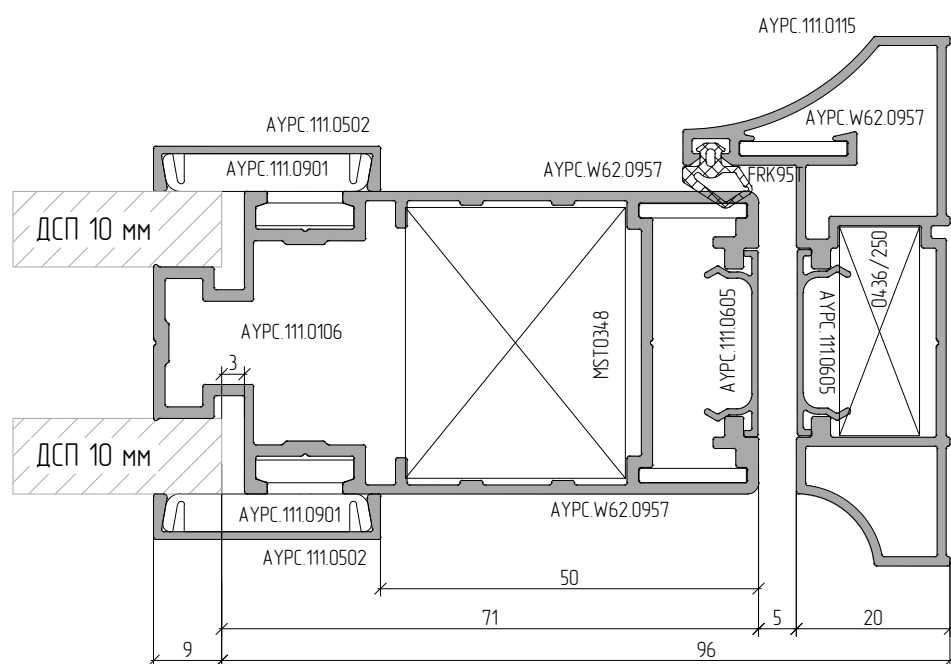 AYPC.111.0115
AYPC.111.0502
AYPC.W62.0957
AYPC.111.0901
AYPC.W62.0957
FRK95T
ДСП 10 мм
0436/250
AYPC.111.0106
MST0348
AYPC.111.0605
AYPC.111.0605
3
ДСП 10 мм
AYPC.111.0901
AYPC.W62.0957
AYPC.111.0502
50
71
5
20
9
96